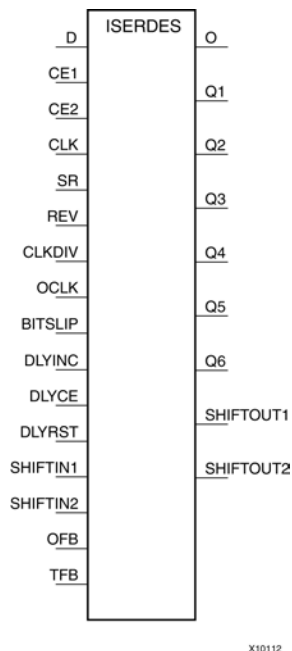 ISERDES
D
CE1
CE2
CLK
SR
REV
CLKDIV
OCLK
BITSLIP
DLYINC
DLYCE
DLYRST
SHIFTIN1
SHIFTIN2
OFB
TFB
O
Q1
Q2
Q3
Q4
Q5
Q6
SHIFTOUT1
SHIFTOUT2
X10112